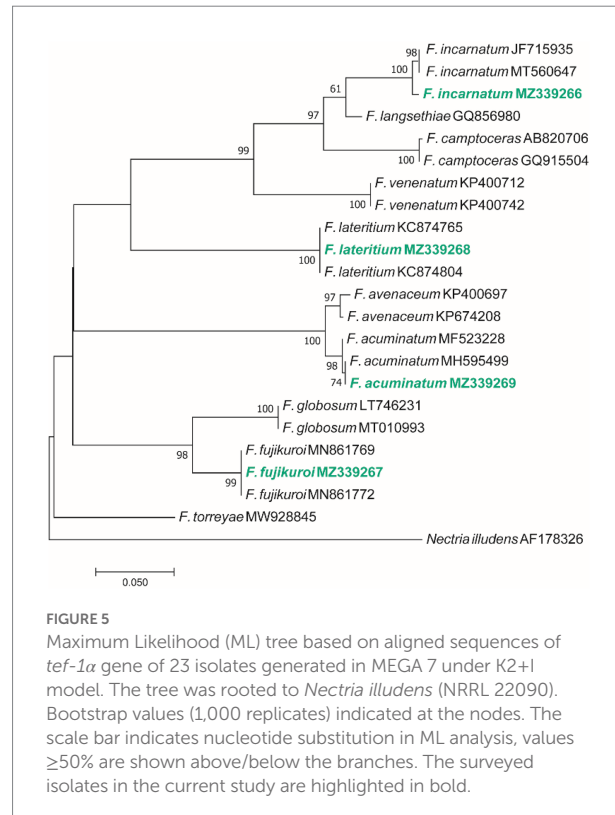 98
F. incarnatum JF715935
F. incarnatum MT560647
100
F. incarnatum MZ339266
61
97
F. langsethiae GQ856980
F. camptoceras AB820706
100
F. camptoceras GQ915504
99
F. venenatum KP400712
100
F. venenatum KP400742
F. lateritium KC874765
F. lateritium MZ339268
100
F. lateritium KC874804
97
F. avenaceum KP400697
F. avenaceum KP674208
100
F. acuminatum MF523228
98
F. acuminatum MH595499
74
F. acuminatum MZ339269
100
F. globosum LT746231
F. globosum MT010993
98
F. fujikuroi MN861769
F. fujikuroi MZ339267
99
F. fujikuroi MN861772
F. torreyae MW928845
Nectria illudens AF178326
0.050
FIGURE 5
Maximum Likelihood (ML) tree based on aligned sequences of
tef-1α gene of 23 isolates generated in MEGA 7 under K2+I
model. The tree was rooted to Nectria illudens (NRRL 22090).
Bootstrap values (1,000 replicates) indicated at the nodes. The
scale bar indicates nucleotide substitution in ML analysis, values
≥50% are shown above/below the branches. The surveyed
isolates in the current study are highlighted in bold.